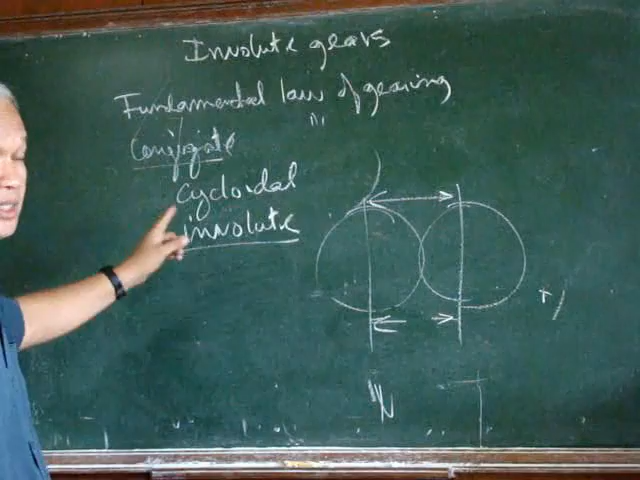 Involute gears
Fundamental law of gearing
Conjugate
cycloidal
involute